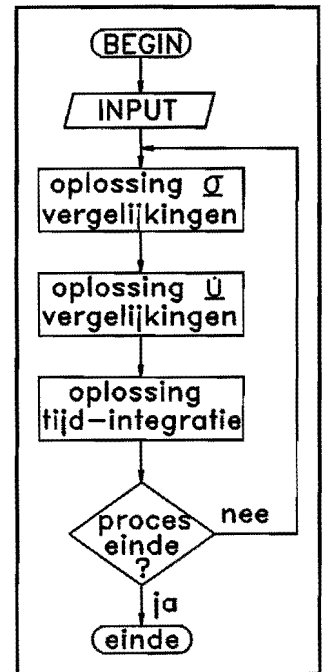 BEGIN
INPUT
oplossing σ
vergelijkingen
oplossing u̇
vergelijkingen
oplossing
tijd-integratie
proces
einde
?
nee
ja
einde